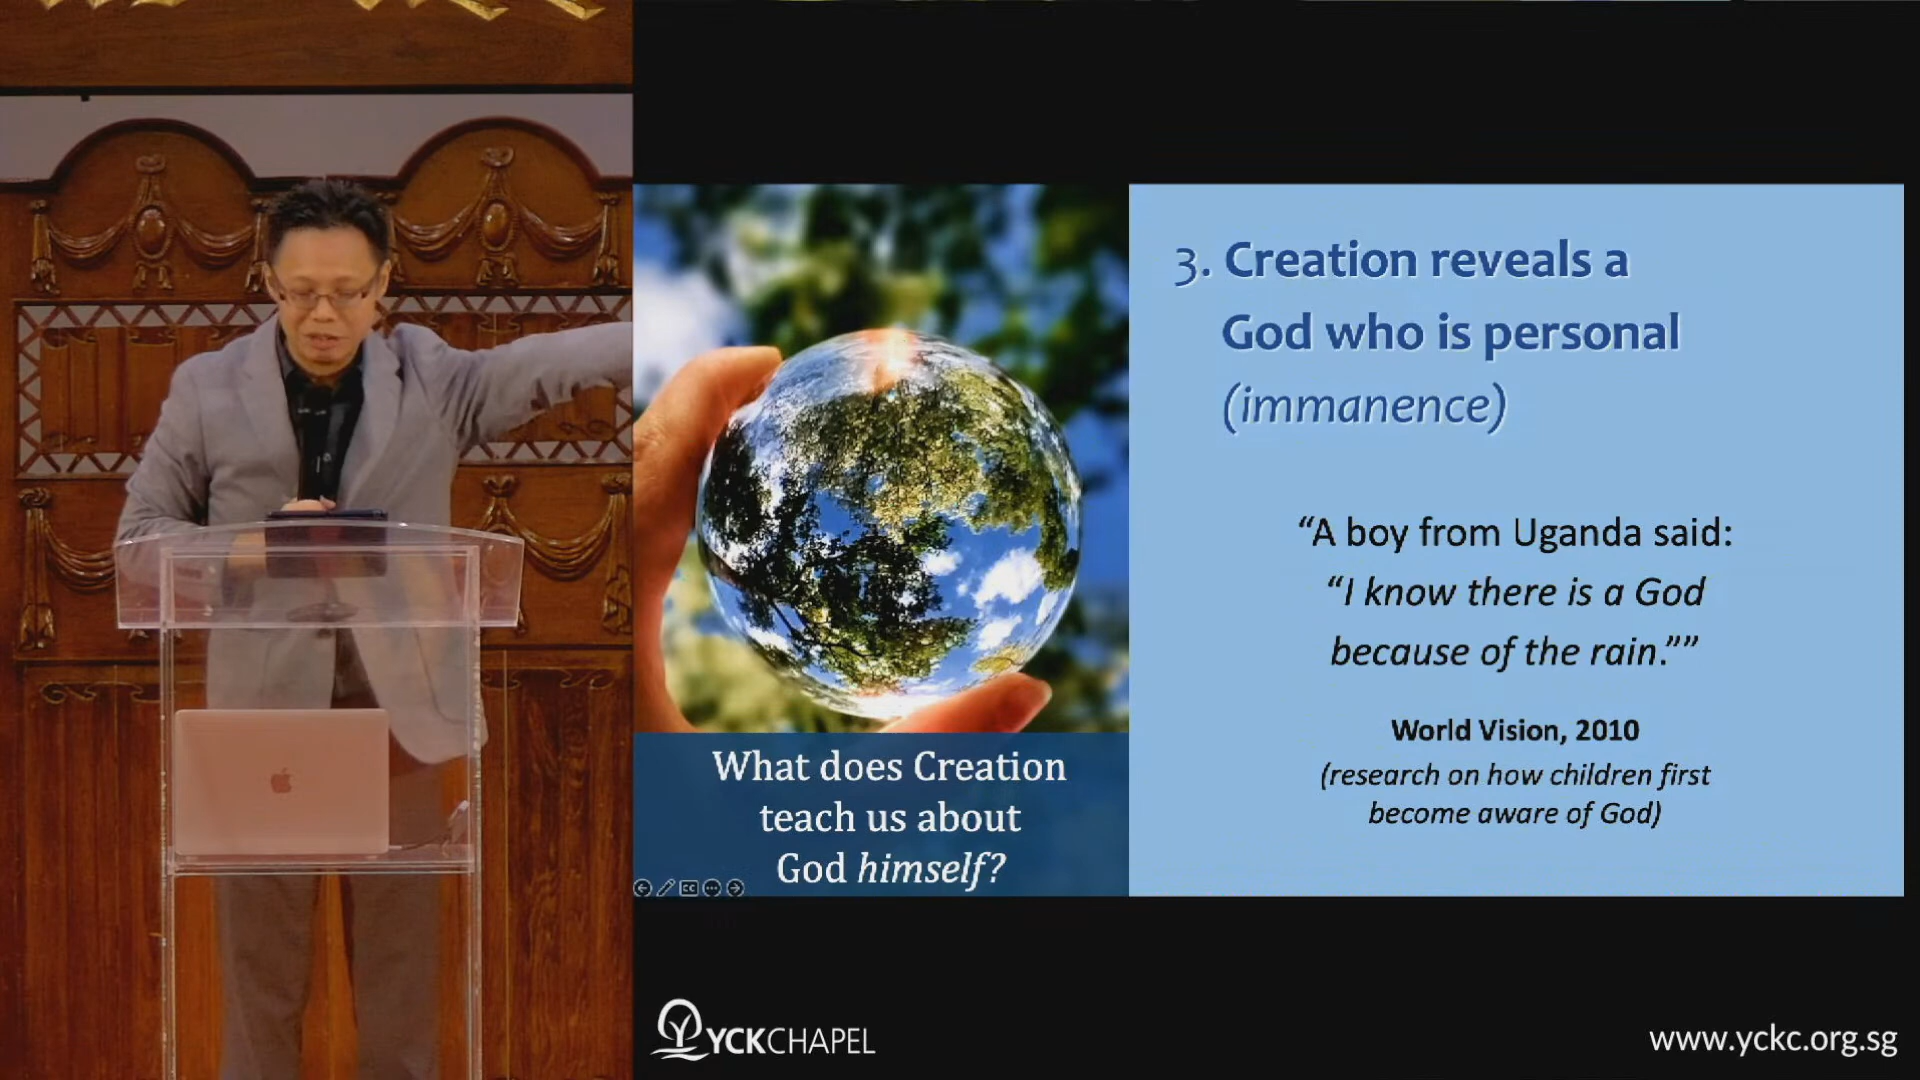 3. Creation reveals a
God who is personal
(immanence)
“A boy from Uganda said:
“I know there is a God
because of the rain.””
World Vision, 2010
(research on how children first
become aware of God)
What does Creation
teach us about
God himself?
YCKCHAPEL
www.yckc.org.sg